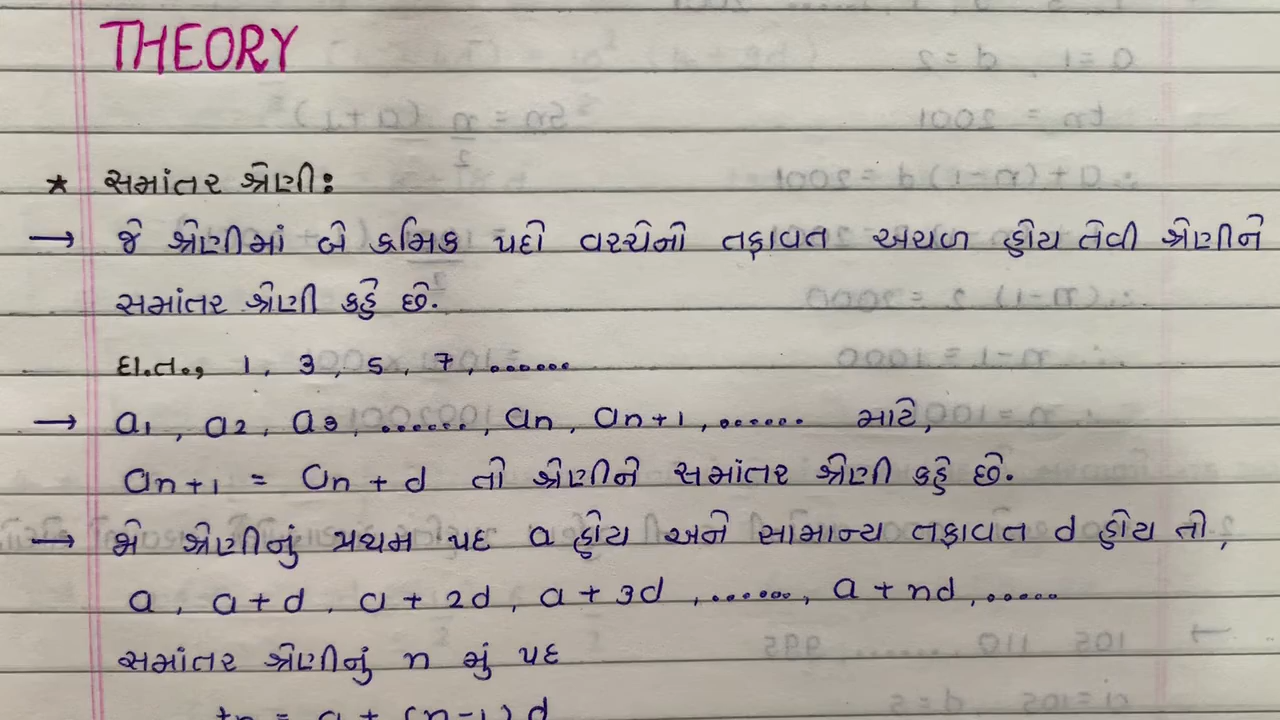 THEORY
★ સમાંતર શ્રેણી:
→ જે શ્રેણીમાં બે ક્રમિક પદો વચ્ચેનો તફાવત અચળ હોય તેવી શ્રેણીને
સમાંતર શ્રેણી કહે છે.
દા.ત., 1, 3, 5, 7, ......
→ a1, a2, a3, ......, an, an+1, ...... માટે,
an+1 = an + d તો શ્રેણીને સમાંતર શ્રેણી કહે છે.
→ જો શ્રેણીનું પ્રથમ પદ a હોય અને સામાન્ય તફાવત d હોય તો,
a, a+d, a + 2d, a + 3d, ......, a + nd, .....
સમાંતર શ્રેણીનું n મું પદ
tn = a + (n-1) d